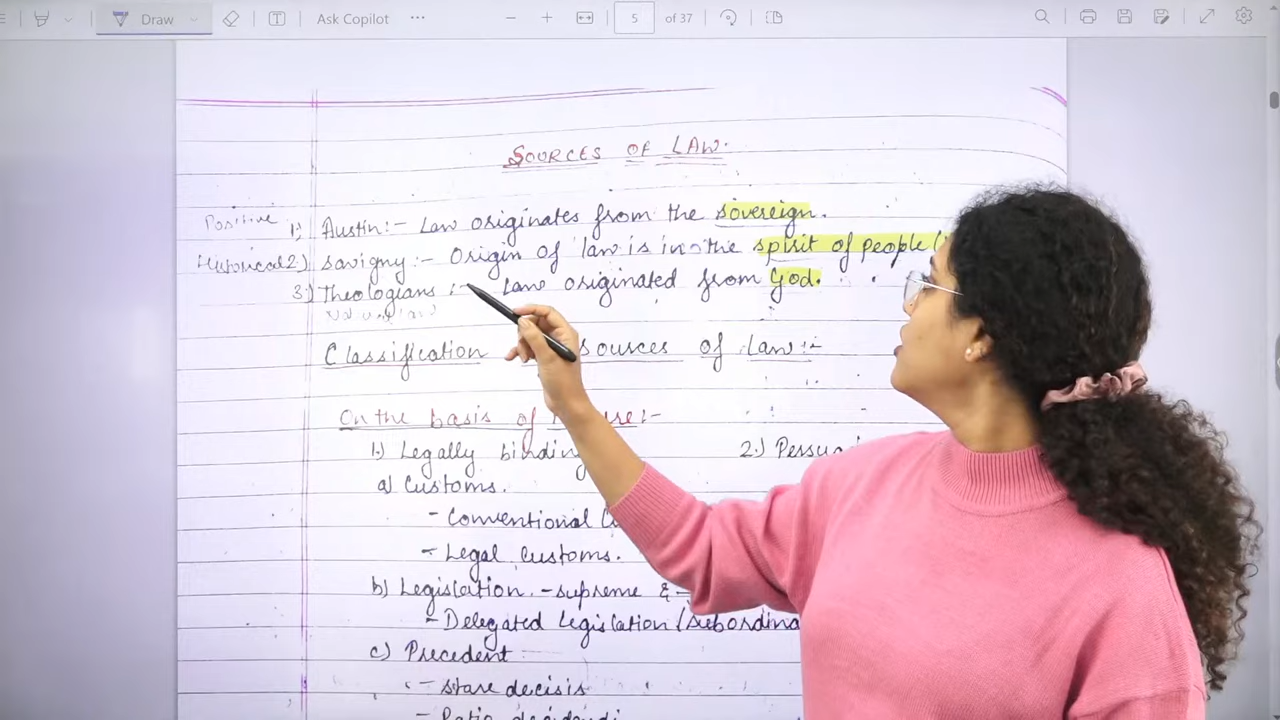 Draw
Ask Copilot
5 of 37
SOURCES OF LAW.
Positive 1.) Austin:- Law originates from the sovereign.
Historical 2.) Savigny:- Origin of law is in the spirit of people (
3.) Theologians :- Law originated from God.
Classification sources of Law:-
On the basis of
1.) Legally binding 2.)
a) Customs.
- Conventional
- Legal customs.
b) Legislation. - supreme &
- Delegated legislation (subordina
c) Precedent
- stare decisis
- Ratio decidendi